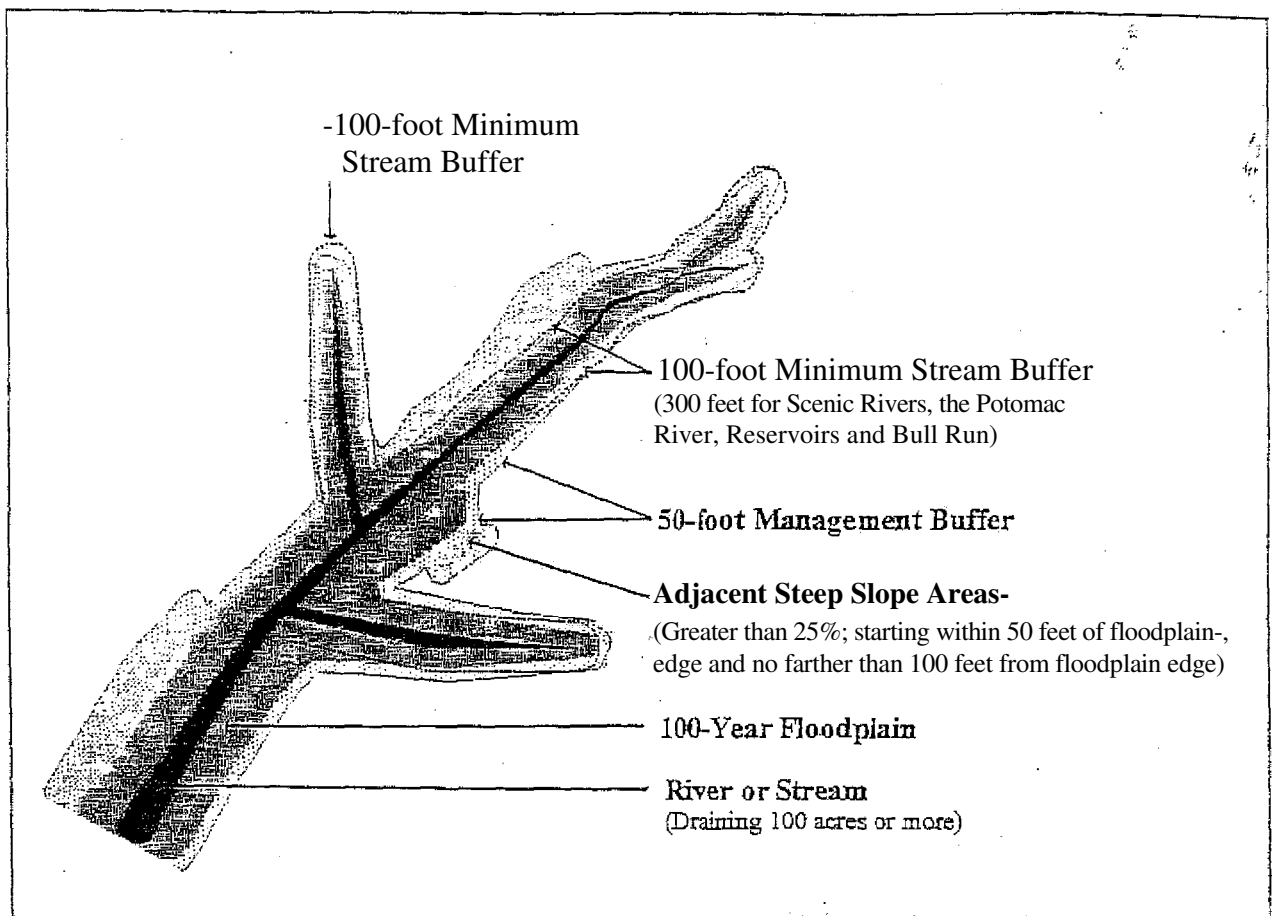 -100-foot Minimum
Stream Buffer
100-foot Minimum Stream Buffer
(300 feet for Scenic Rivers, the Potomac
River, Reservoirs and Bull Run)
50-foot Management Buffer
Adjacent Steep Slope Areas-
(Greater than 25%; starting within 50 feet of floodplain-,
edge and no farther than 100 feet from floodplain edge)
100-Year Floodplain
River or Stream
(Draining 100 acres or more)